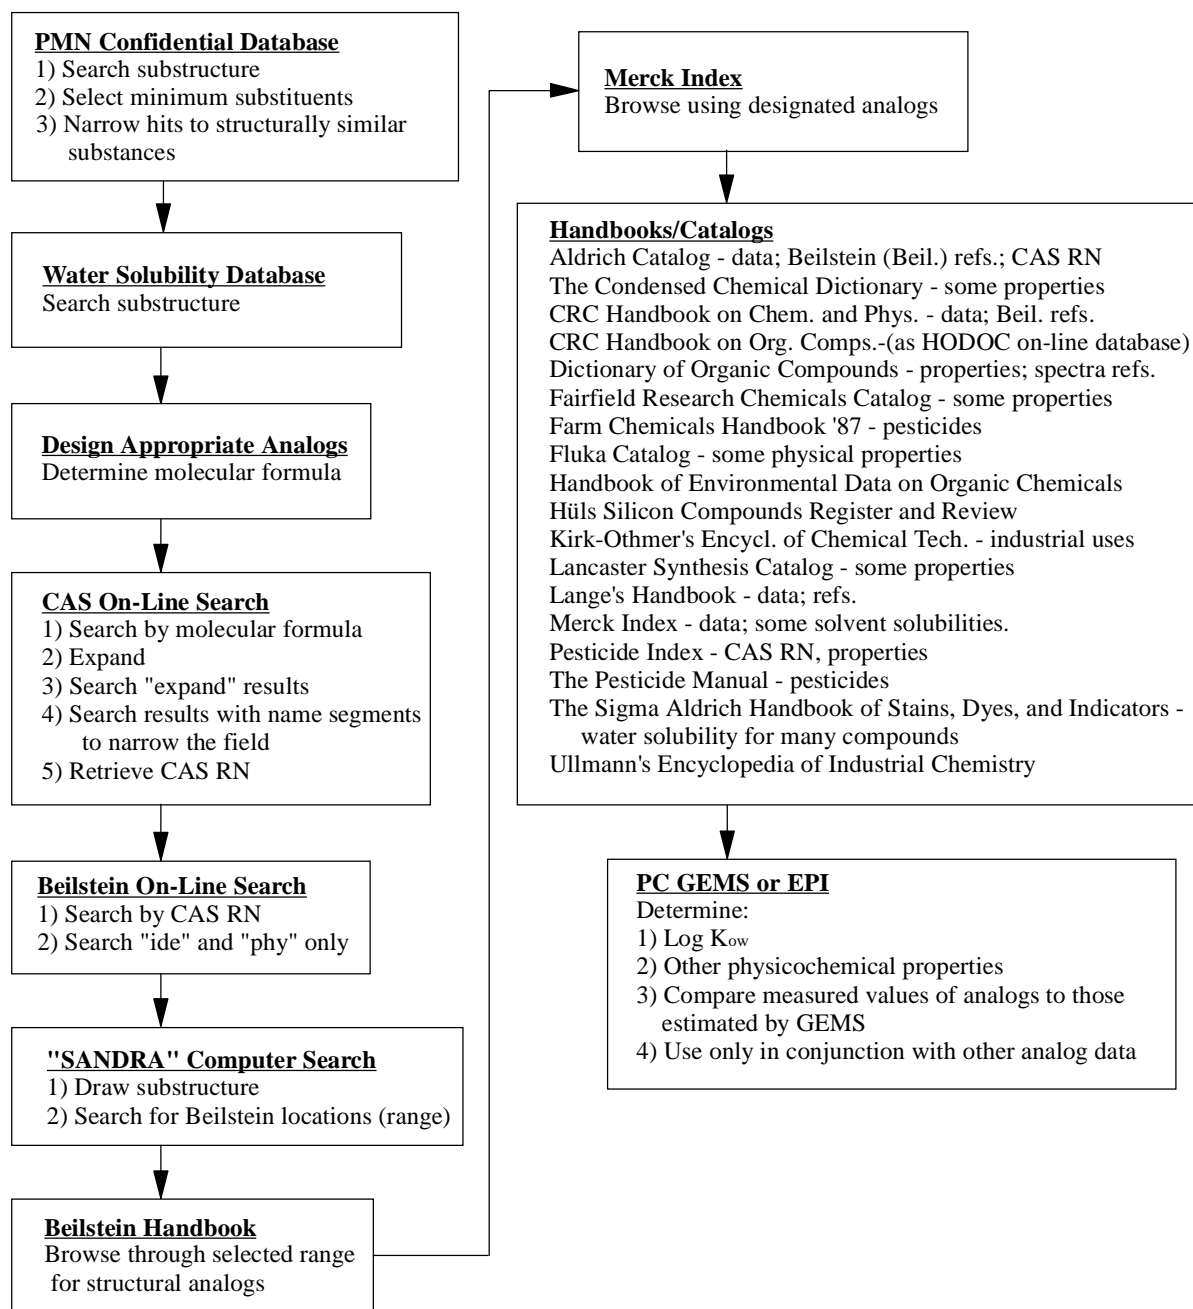 PMN Confidential Database
1) Search substructure
2) Select minimum substituents
3) Narrow hits to structurally similar
substances
Water Solubility Database
Search substructure
Design Appropriate Analogs
Determine molecular formula
CAS On-Line Search
1) Search by molecular formula
2) Expand
3) Search "expand" results
4) Search results with name segments
to narrow the field
5) Retrieve CAS RN
Beilstein On-Line Search
1) Search by CAS RN
2) Search "ide" and "phy" only
"SANDRA" Computer Search
1) Draw substructure
2) Search for Beilstein locations (range)
Beilstein Handbook
Browse through selected range
for structural analogs
Merck Index
Browse using designated analogs
Handbooks/Catalogs
Aldrich Catalog - data; Beilstein (Beil.) refs.; CAS RN
The Condensed Chemical Dictionary - some properties
CRC Handbook on Chem. and Phys. - data; Beil. refs.
CRC Handbook on Org. Comps.-(as HODOC on-line database)
Dictionary of Organic Compounds - properties; spectra refs.
Fairfield Research Chemicals Catalog - some properties
Farm Chemicals Handbook '87 - pesticides
Fluka Catalog - some physical properties
Handbook of Environmental Data on Organic Chemicals
Hüls Silicon Compounds Register and Review
Kirk-Othmer's Encycl. of Chemical Tech. - industrial uses
Lancaster Synthesis Catalog - some properties
Lange's Handbook - data; refs.
Merck Index - data; some solvent solubilities.
Pesticide Index - CAS RN, properties
The Pesticide Manual - pesticides
The Sigma Aldrich Handbook of Stains, Dyes, and Indicators -
water solubility for many compounds
Ullmann's Encyclopedia of Industrial Chemistry
PC GEMS or EPI
Determine:
1) Log Kow
2) Other physicochemical properties
3) Compare measured values of analogs to those
estimated by GEMS
4) Use only in conjunction with other analog data